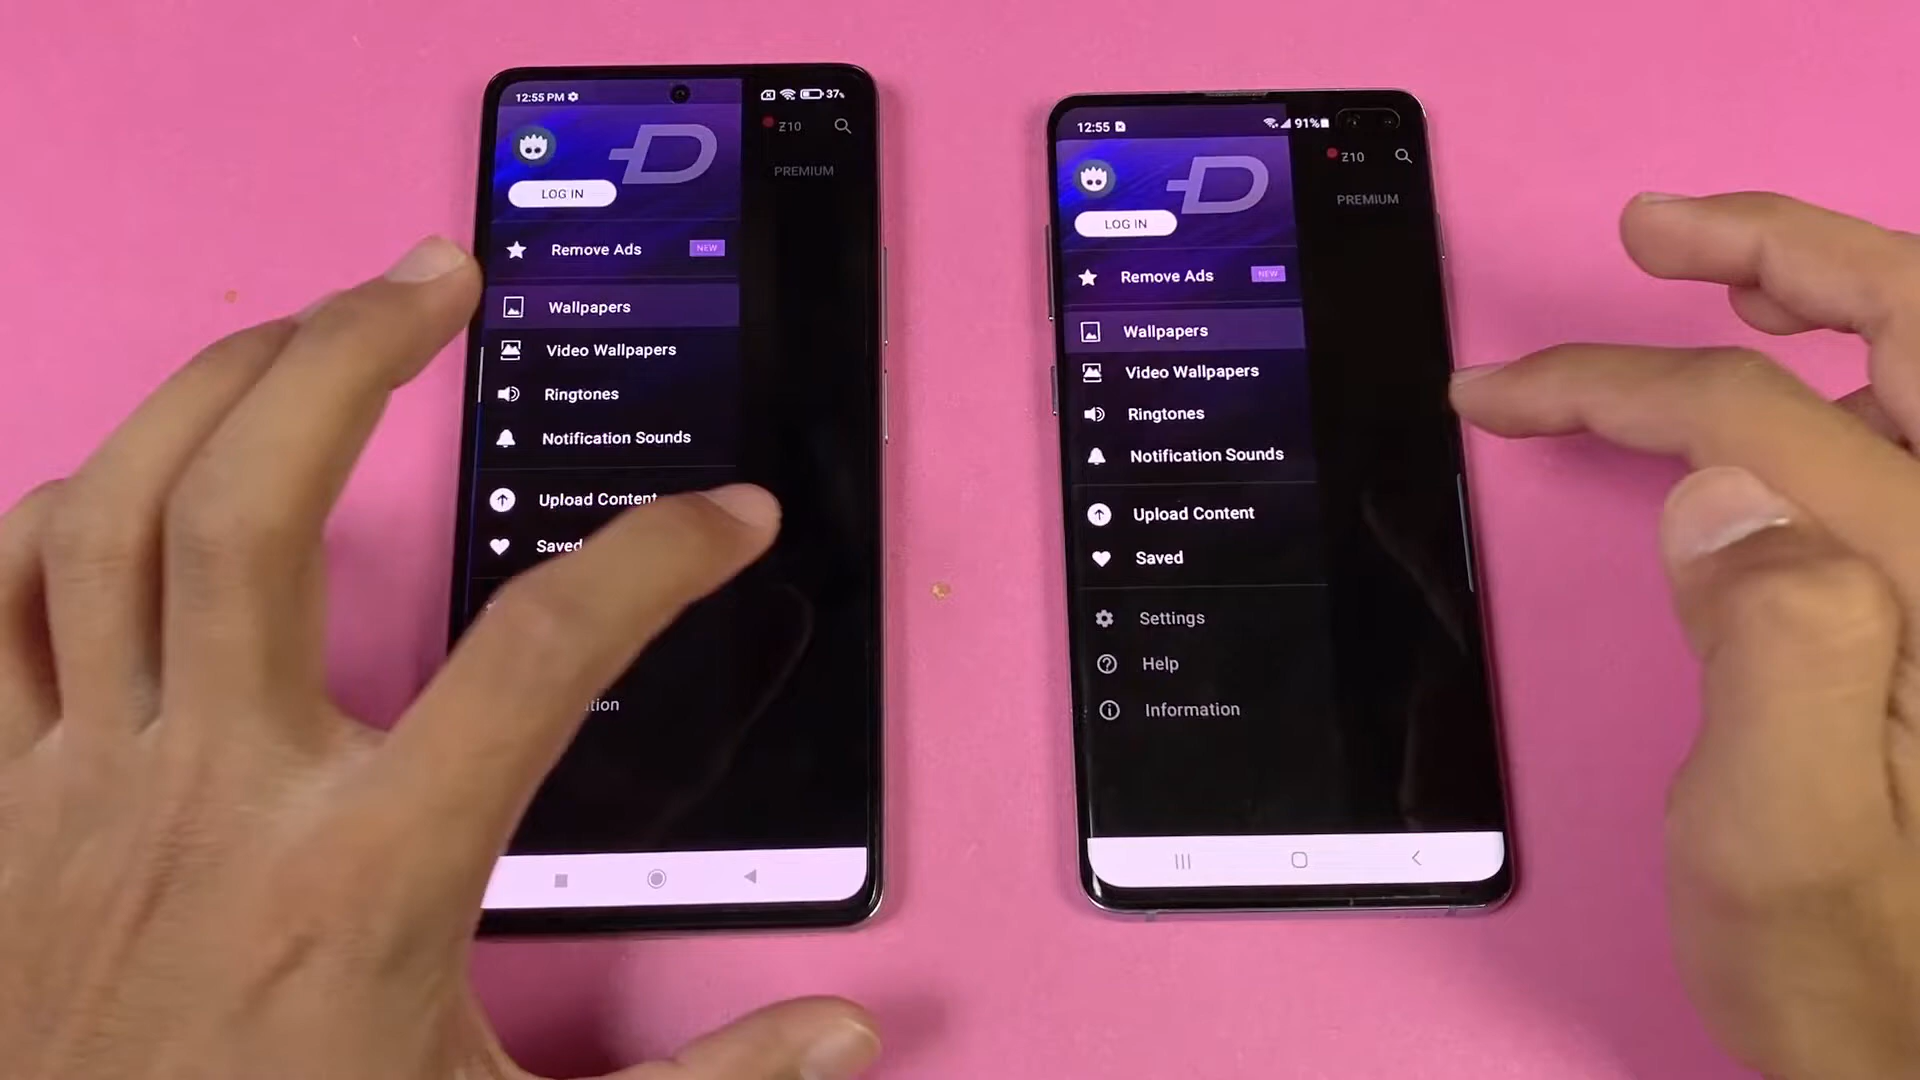 12:55 PM
37%
Z10
PREMIUM
LOG IN
Remove Ads NEW
Wallpapers
Video Wallpapers
Ringtones
Notification Sounds
Upload Content
Saved
tion
12:55
91%
Z10
PREMIUM
LOG IN
Remove Ads NEW
Wallpapers
Video Wallpapers
Ringtones
Notification Sounds
Upload Content
Saved
Settings
Help
Information